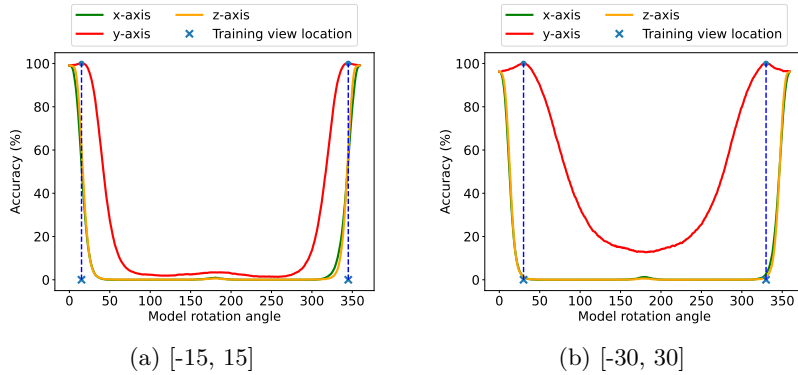 x-axis
y-axis
z-axis
Training view location
100
80
60
40
20
0
Accuracy (%)
0 50 100 150 200 250 300 350
Model rotation angle
(a) [-15, 15]
x-axis
y-axis
z-axis
Training view location
100
80
60
40
20
0
Accuracy (%)
0 50 100 150 200 250 300 350
Model rotation angle
(b) [-30, 30]